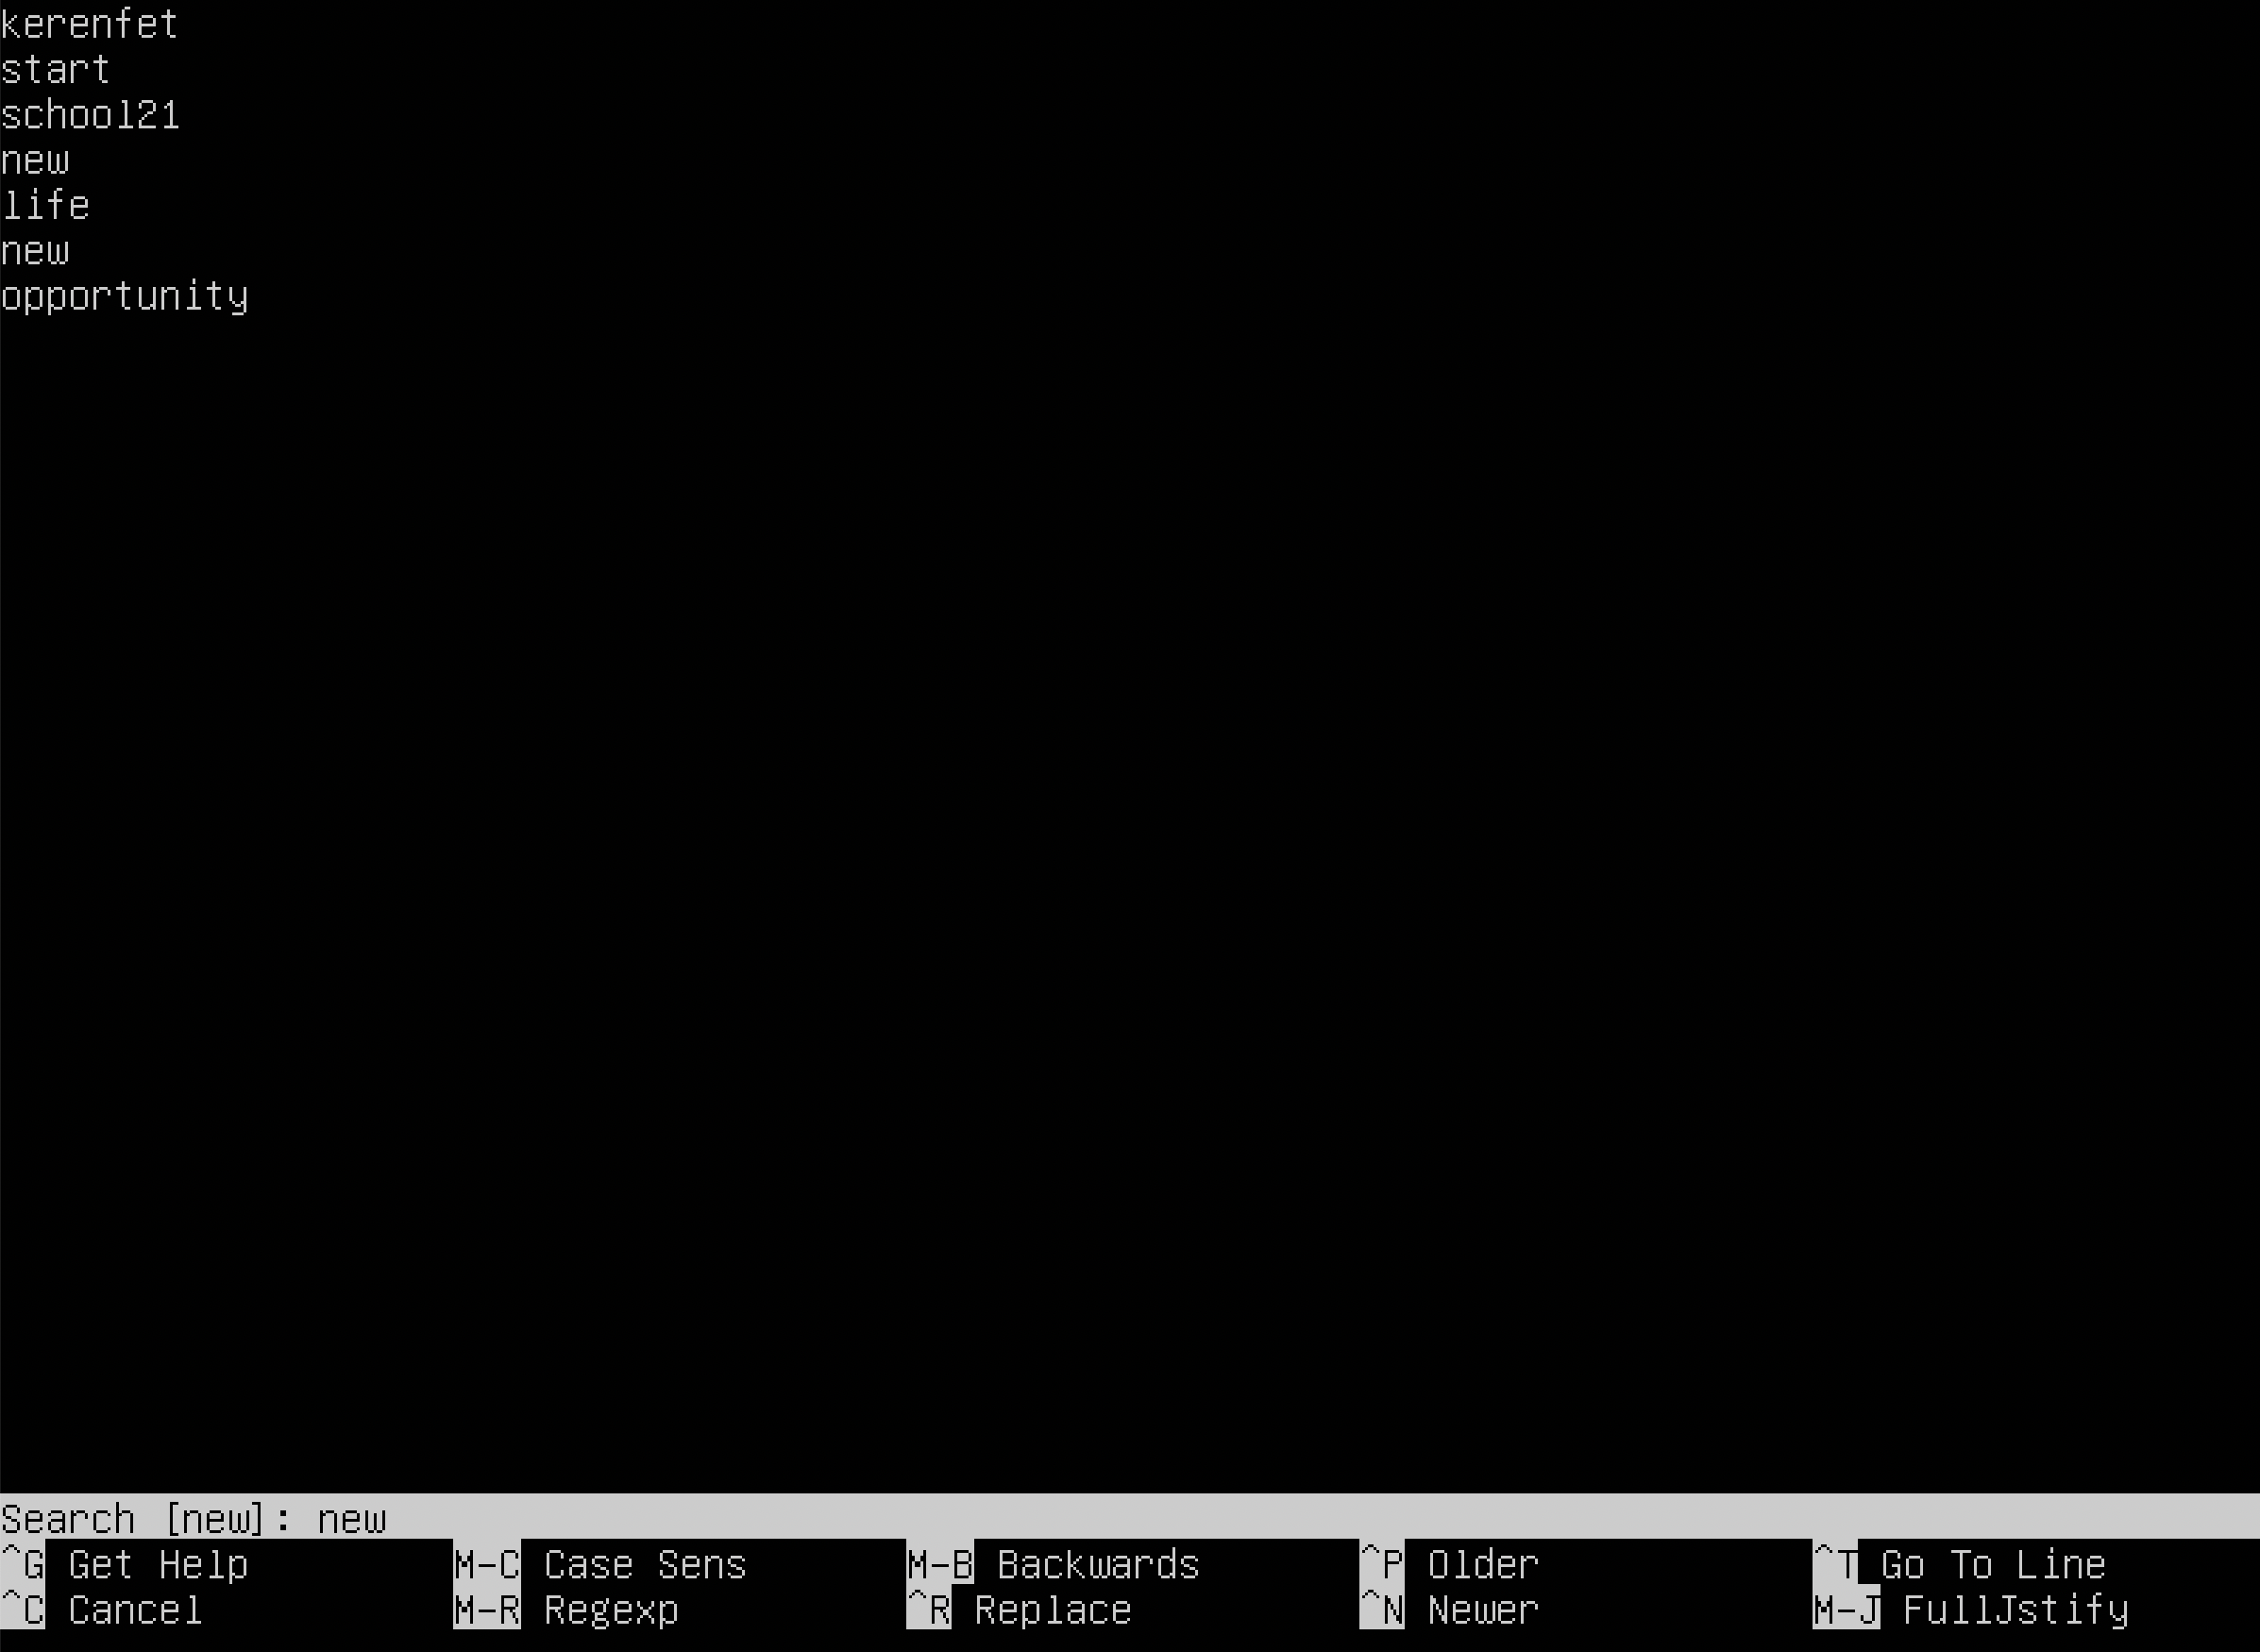 kerenfet
start
school21
new
life
new
opportunity
Search [new]: new
^G Get Help M-C Case Sens M-B Backwards ^P Older ^T Go To Line
^C Cancel M-R Regexp ^R Replace ^N Newer M-J FullJstify